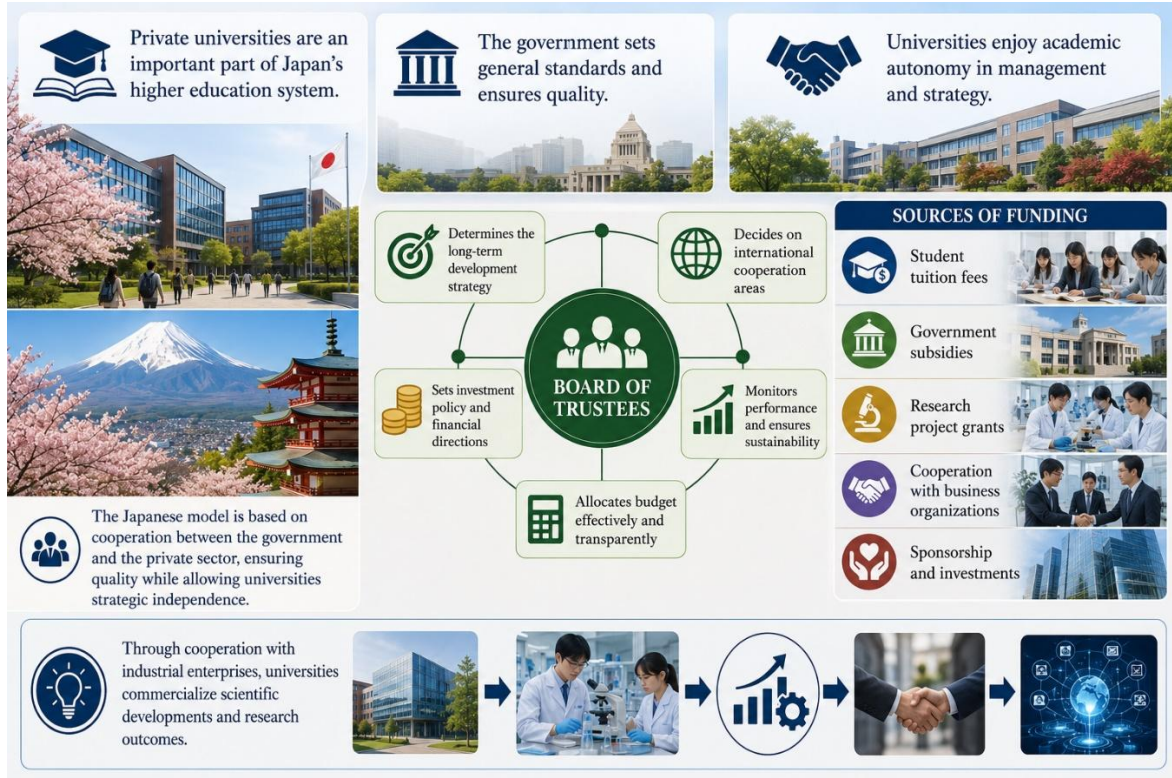 Private universities are an
important part of Japan's
higher education system.
The government sets
general standards and
ensures quality.
Universities enjoy academic
autonomy in management
and strategy.
Determines the
long-term
development
strategy
Decides on
international
cooperation
areas
Sets investment
policy and
financial
directions
BOARD OF
TRUSTEES
Monitors
performance
and ensures
sustainability
Allocates budget
effectively and
transparently
SOURCES OF FUNDING
Student
tuition fees
Government
subsidies
Research
project grants
Cooperation
with business
organizations
Sponsorship
and investments
The Japanese model is based on
cooperation between the government
and the private sector, ensuring
quality while allowing universities
strategic independence.
Through cooperation with
industrial enterprises, universities
commercialize scientific
developments and research
outcomes.